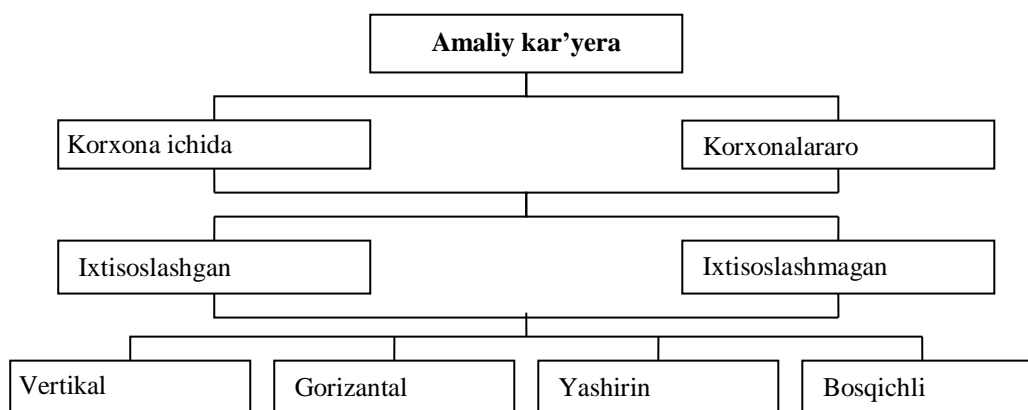 Amaliy kar’yera
Korxona ichida
Korxonalararo
Ixtisoslashgan
Ixtisoslashmagan
Vertikal
Gorizantal
Yashirin
Bosqichli